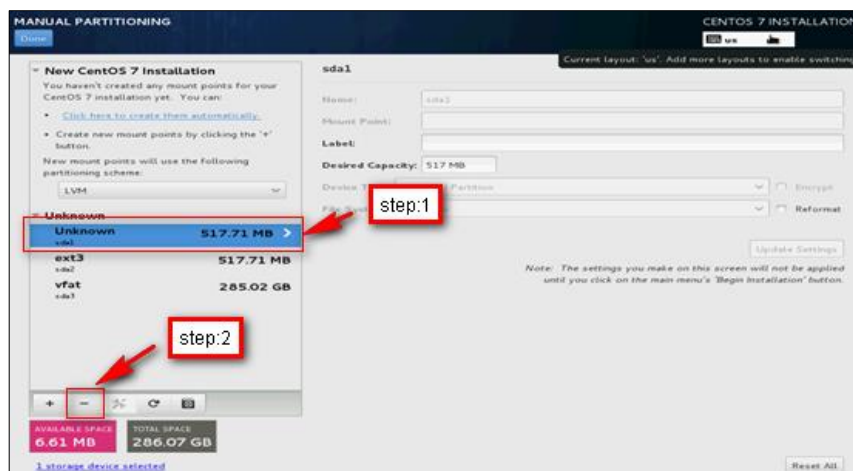 MANUAL PARTITIONING
CENTOS 7 INSTALLATION
Done
us
Current layout: 'us'. Add more layouts to enable switching
New CentOS 7 Installation
You haven't created any mount points for your
CentOS 7 installation yet. You can:
Click here to create them automatically.
Create new mount points by clicking the '+'
button.
New mount points will use the following
partitioning scheme:
LVM
Unknown
Unknown 517.71 MB
sda1
ext3 517.71 MB
sda2
vfat 285.02 GB
sda3
step:1
step:2
+ -
AVAILABLE SPACE
6.61 MB
TOTAL SPACE
286.07 GB
1 storage device selected
sda1
Name:
Mount Point:
Label:
Desired Capacity: 517 MB
Partition
Encrypt
Reformat
Update Settings
Note: The settings you make on this screen will not be applied
until you click on the main menu's 'Begin Installation' button.
Reset All